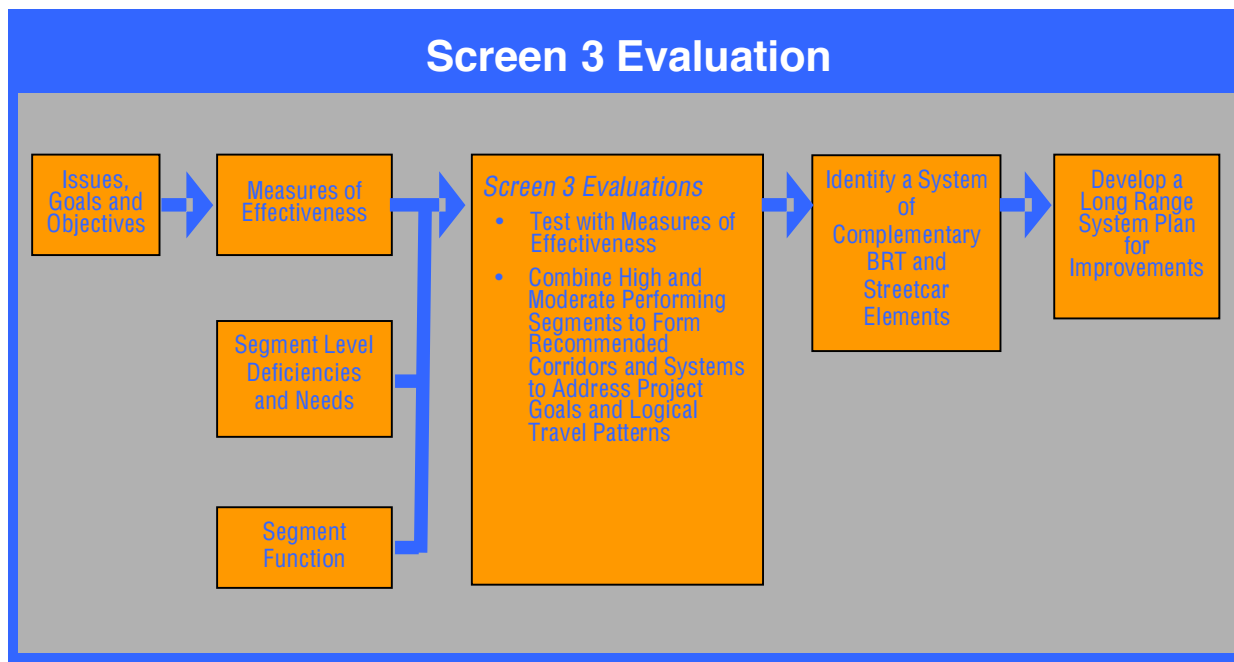 Screen 3 Evaluation
Issues,
Goals and
Objectives
Measures of
Effectiveness
Segment Level
Deficiencies
and Needs
Segment
Function
Screen 3 Evaluations
• Test with Measures of
Effectiveness
• Combine High and
Moderate Performing
Segments to Form
Recommended
Corridors and Systems
to Address Project
Goals and Logical
Travel Patterns
Identify a System
of
Complementary
BRT and
Streetcar
Elements
Develop a
Long Range
System Plan
for
Improvements